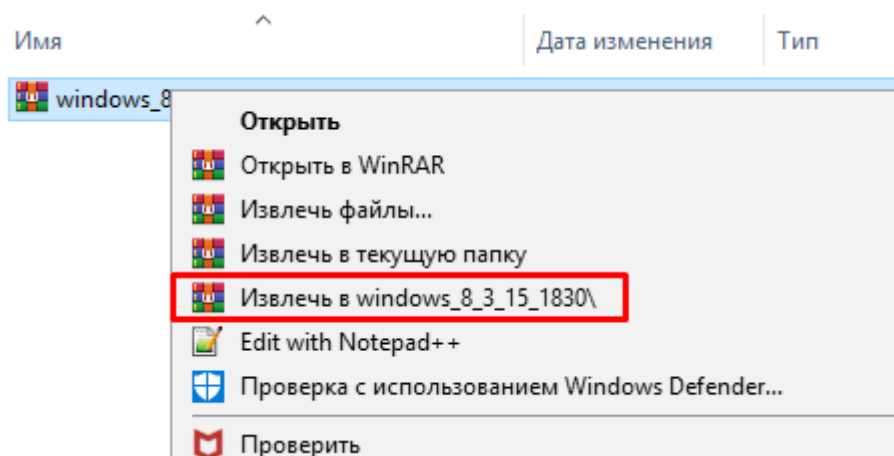 Имя Дата изменения Тип
windows_8
Открыть
Открыть в WinRAR
Извлечь файлы...
Извлечь в текущую папку
Извлечь в windows_8_3_15_1830\
Edit with Notepad++
Проверка с использованием Windows Defender...
Проверить